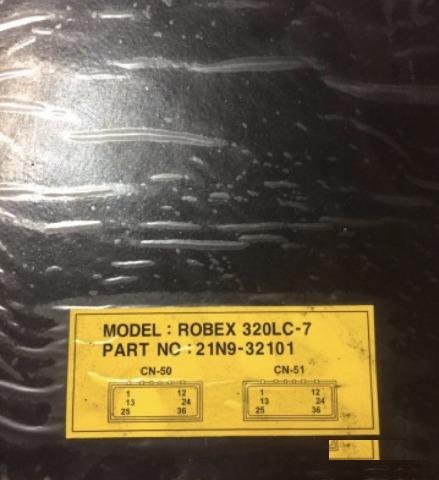 MODEL : ROBEX 320LC-7
PART NO : 21N9-32101
CN-50 CN-51
1 12 1 12
13 24 13 24
25 36 25 36